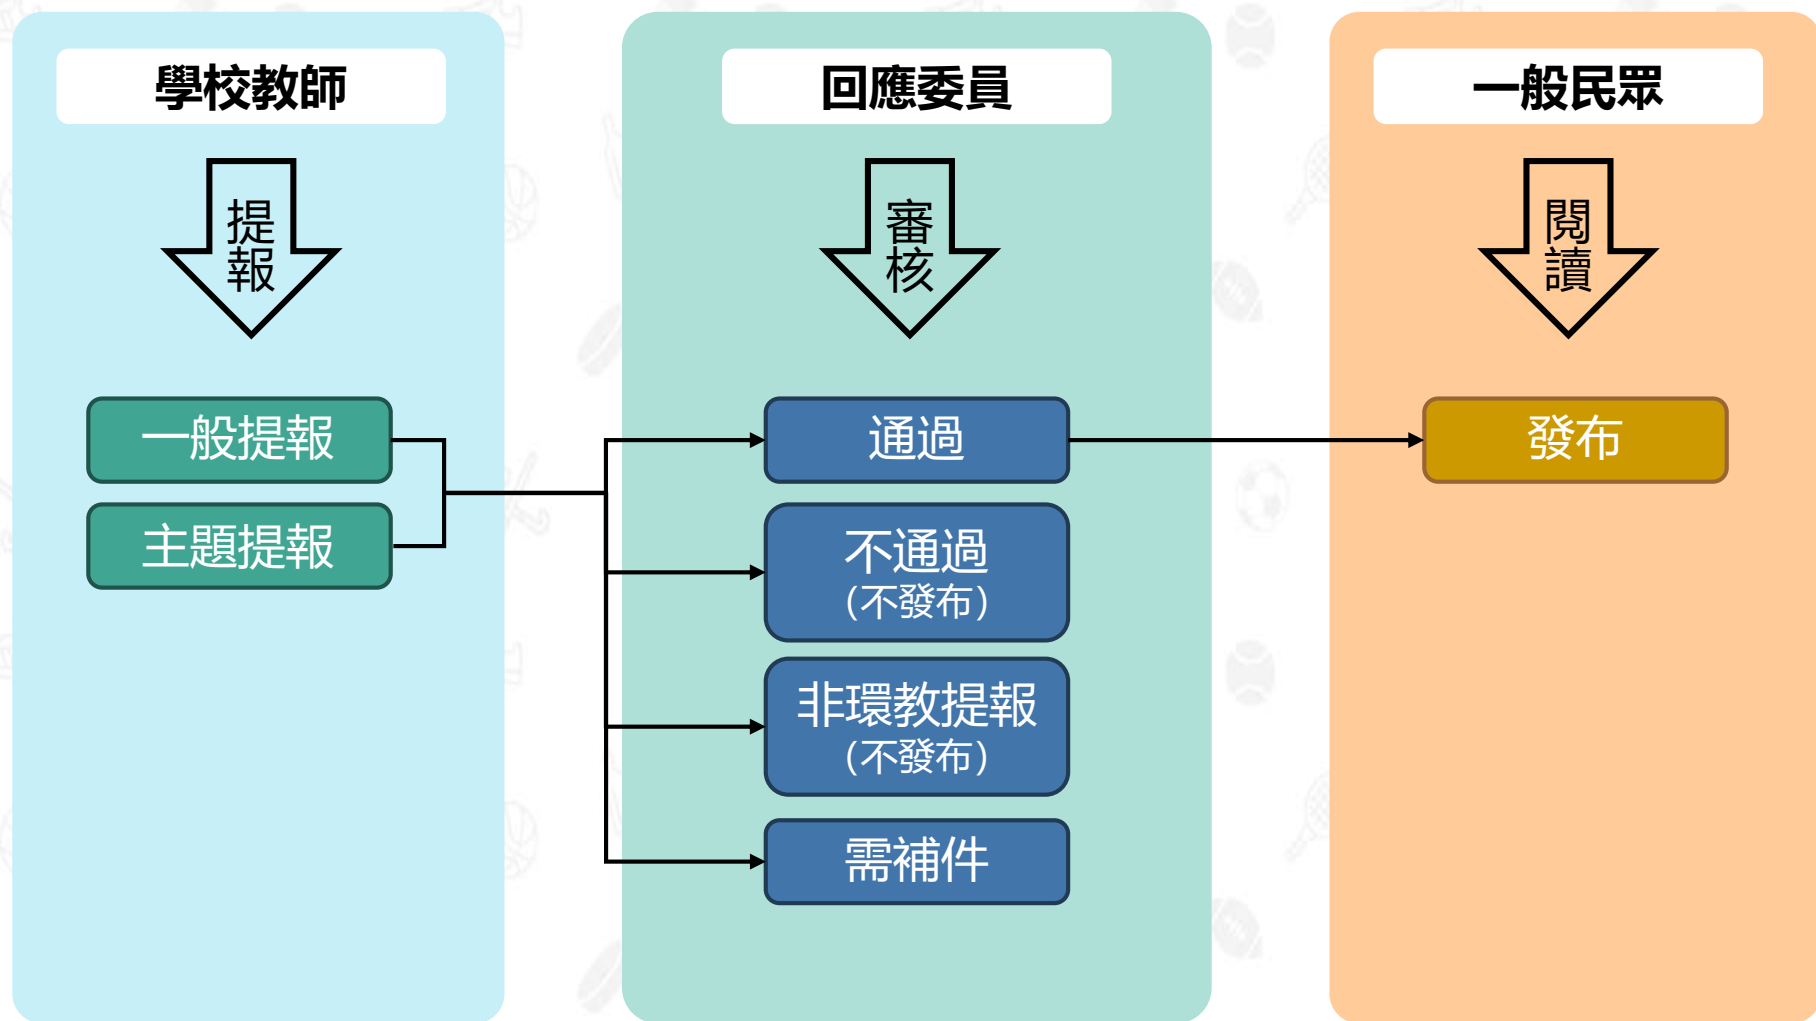 學校教師
提報
一般提報
主題提報
回應委員
審核
通過
不通過
（不發布）
非環教提報
（不發布）
需補件
一般民眾
閱讀
發布